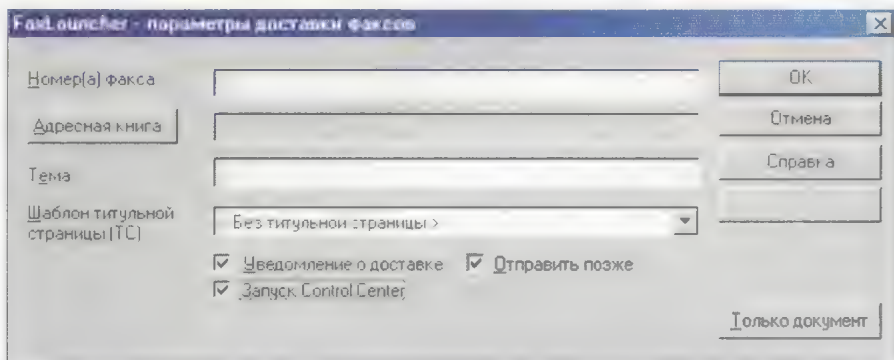 FaxLauncher - параметры доставки факсов
Номер(а) факса
OK
Адресная книга
Отмена
Тема
Справка
Шаблон титульной страницы (ТС)
Без титульной страницы >
Уведомление о доставке
Отправить позже
Запуск Control Center
Только документ